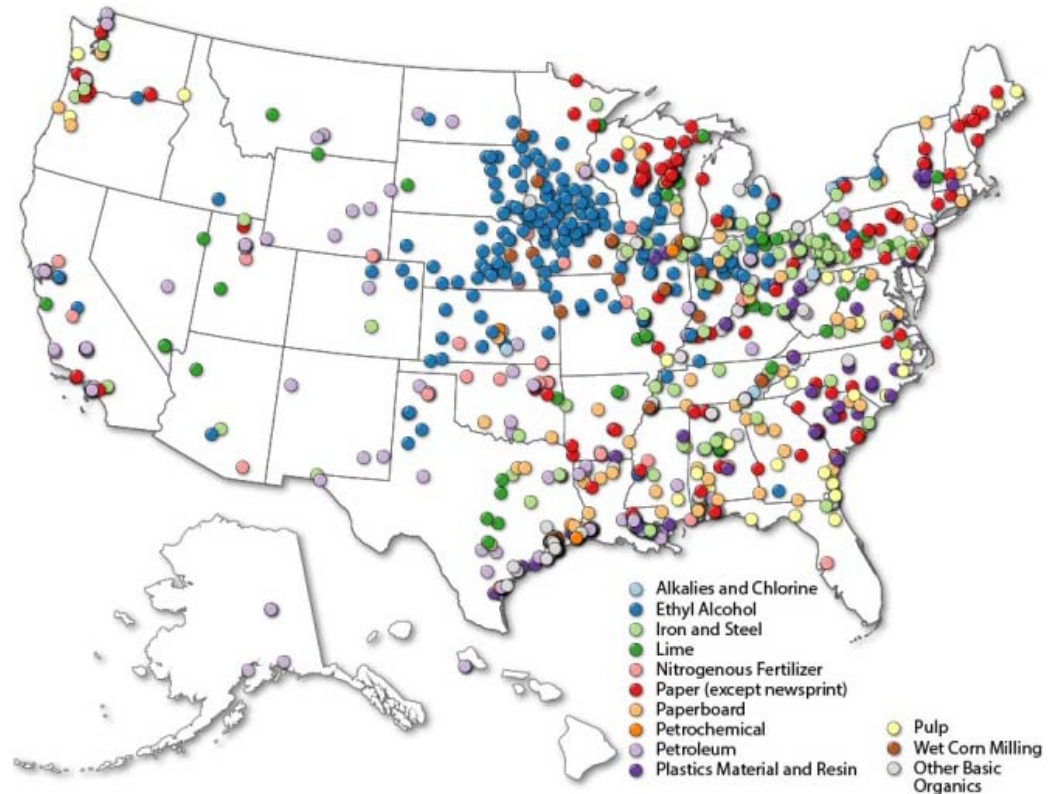 Alkalies and Chlorine
Ethyl Alcohol
Iron and Steel
Lime
Nitrogenous Fertilizer
Paper (except newsprint)
Paperboard
Petrochemical
Petroleum
Plastics Material and Resin
Pulp
Wet Corn Milling
Other Basic
Organics